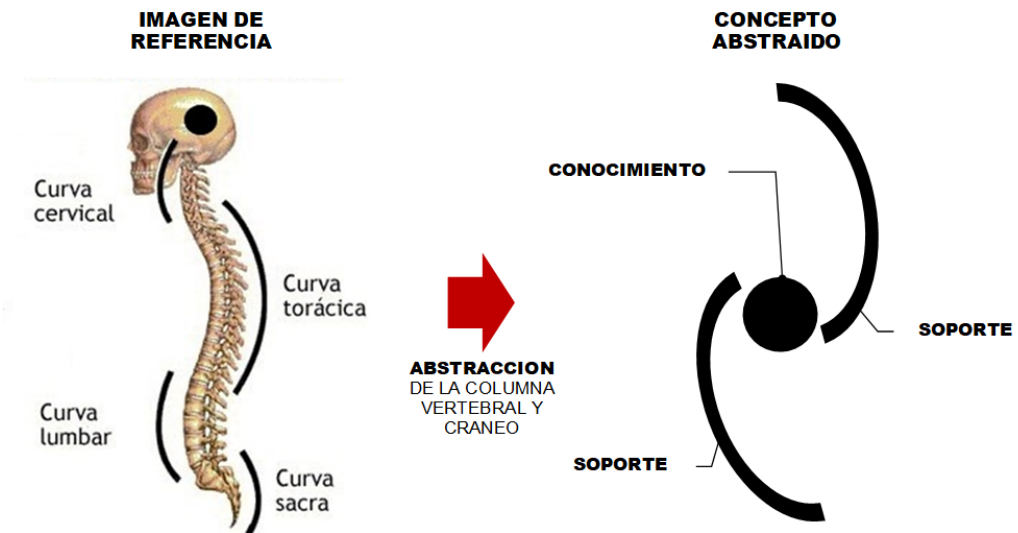 IMAGEN DE
REFERENCIA
Curva
cervical
Curva
torácica
Curva
lumbar
Curva
sacra
ABSTRACCION
DE LA COLUMNA
VERTEBRAL Y
CRANEO
CONCEPTO
ABSTRAIDO
CONOCIMIENTO
SOPORTE
SOPORTE